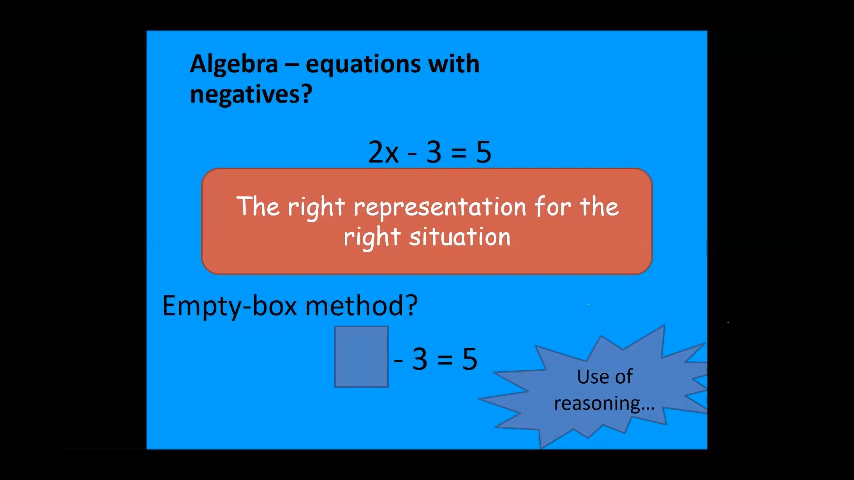 Algebra – equations with
negatives?
2x - 3 = 5
The right representation for the
right situation
Empty-box method?
- 3 = 5
Use of
reasoning...